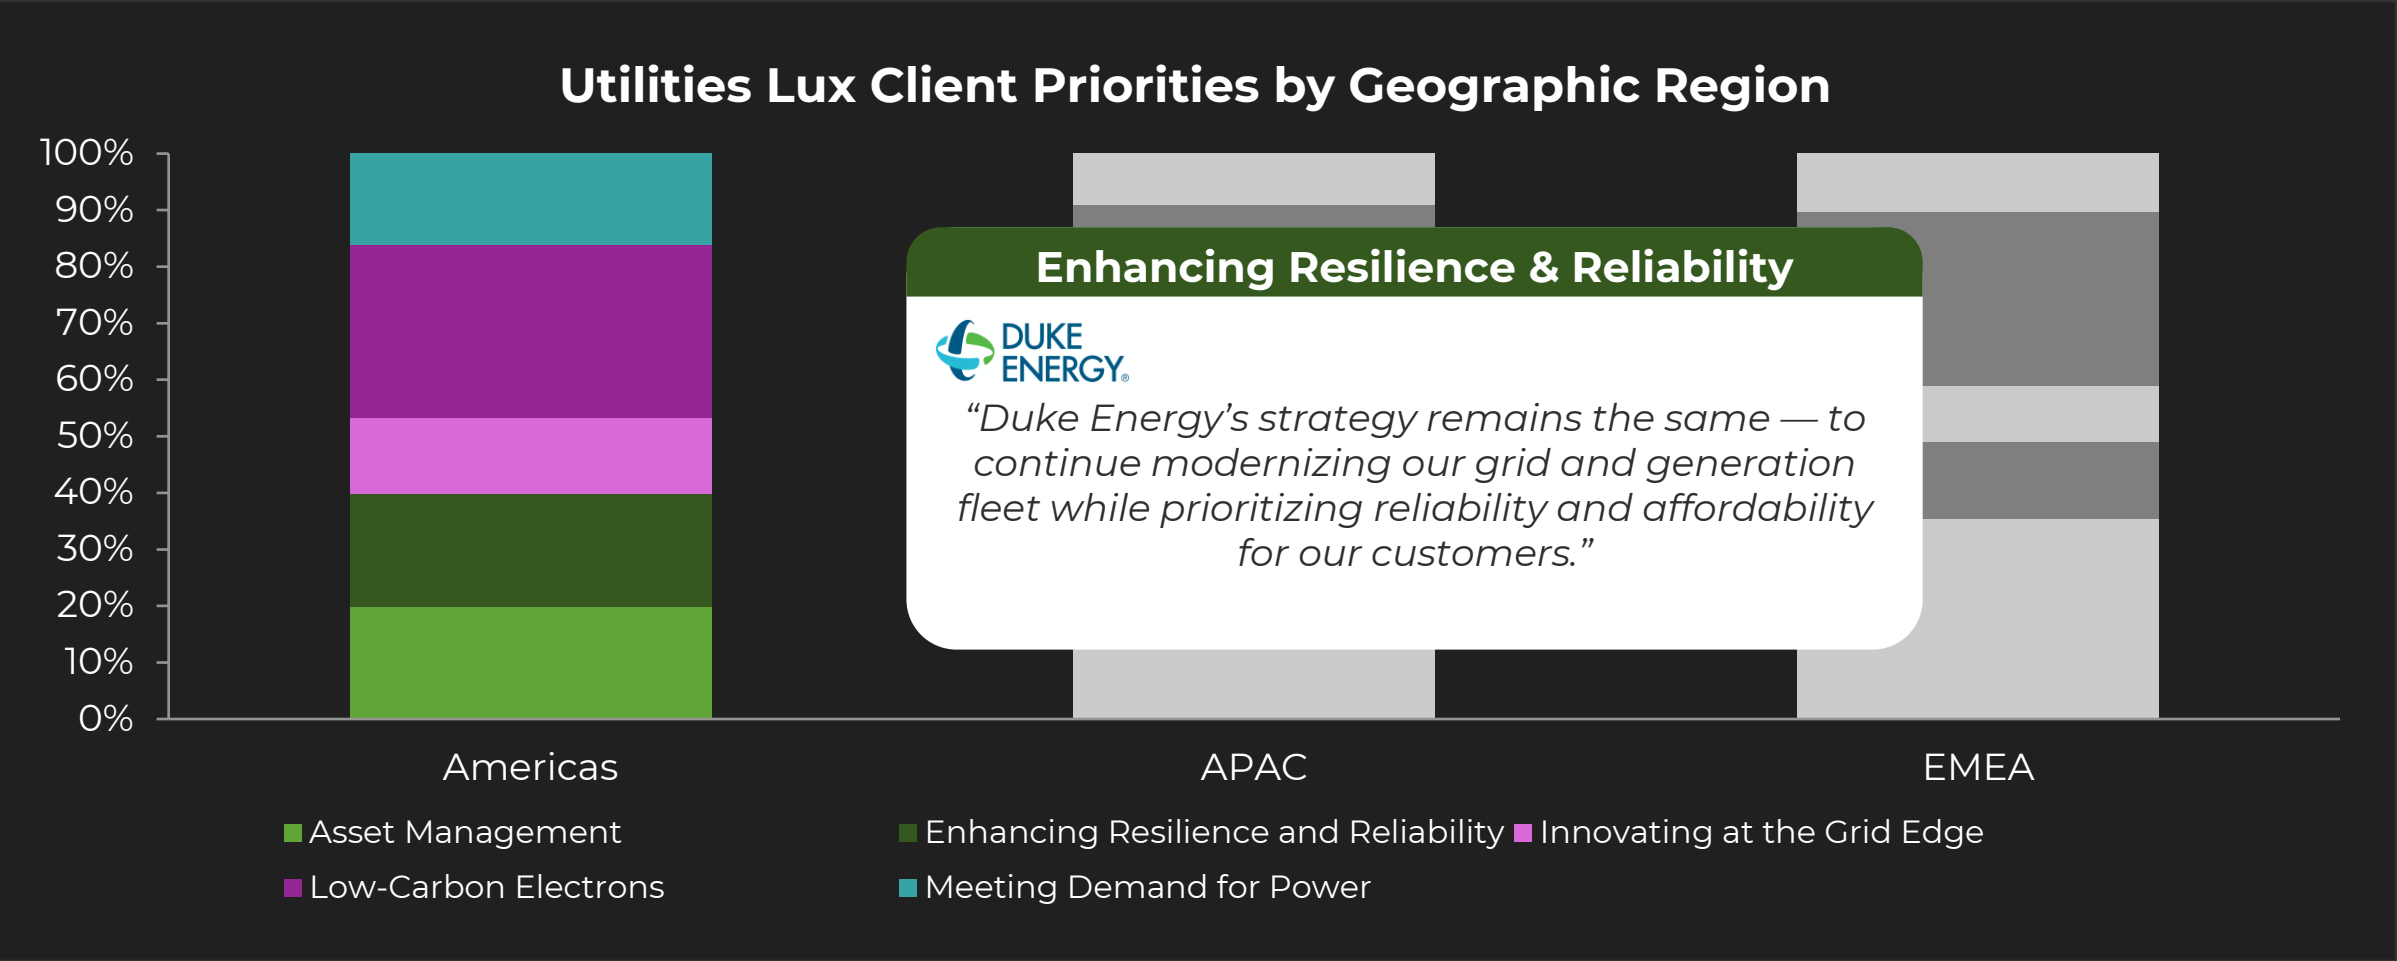 Utilities Lux Client Priorities by Geographic Region
100%
90%
80%
70%
60%
50%
40%
30%
20%
10%
0%
Enhancing Resilience & Reliability
DUKE
ENERGY®
“Duke Energy’s strategy remains the same — to
continue modernizing our grid and generation
fleet while prioritizing reliability and affordability
for our customers.”
Americas
APAC
EMEA
Asset Management
Enhancing Resilience and Reliability
Innovating at the Grid Edge
Low-Carbon Electrons
Meeting Demand for Power